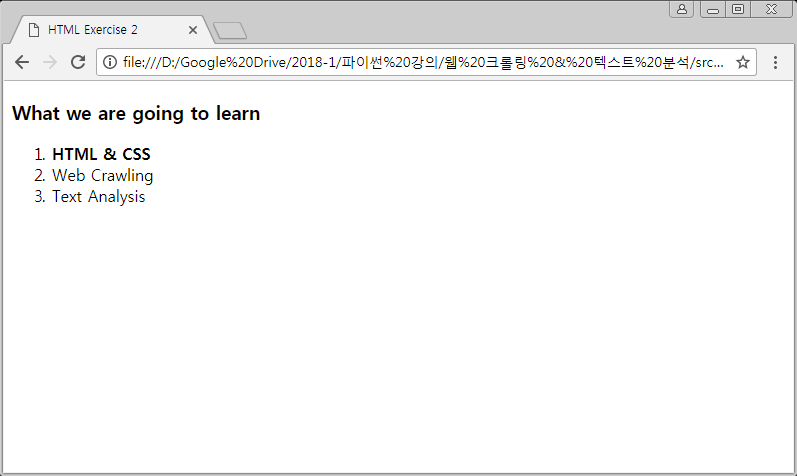 HTML Exercise 2
file:///D:/Google%20Drive/2018-1/파이썬%20강의/웹%20크롤링%20&%20텍스트%20분석/src...
What we are going to learn
1. HTML & CSS
2. Web Crawling
3. Text Analysis